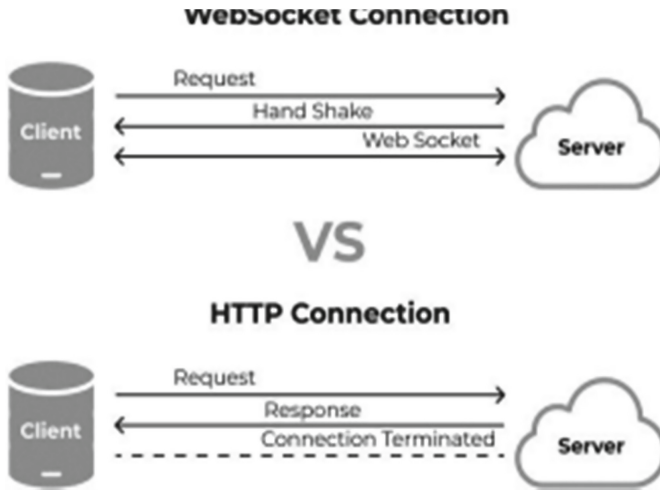 WebSocket Connection
Request
Hand Shake
Client
Web Socket
Server
VS
HTTP Connection
Request
Response
Client
Connection Terminated
Server